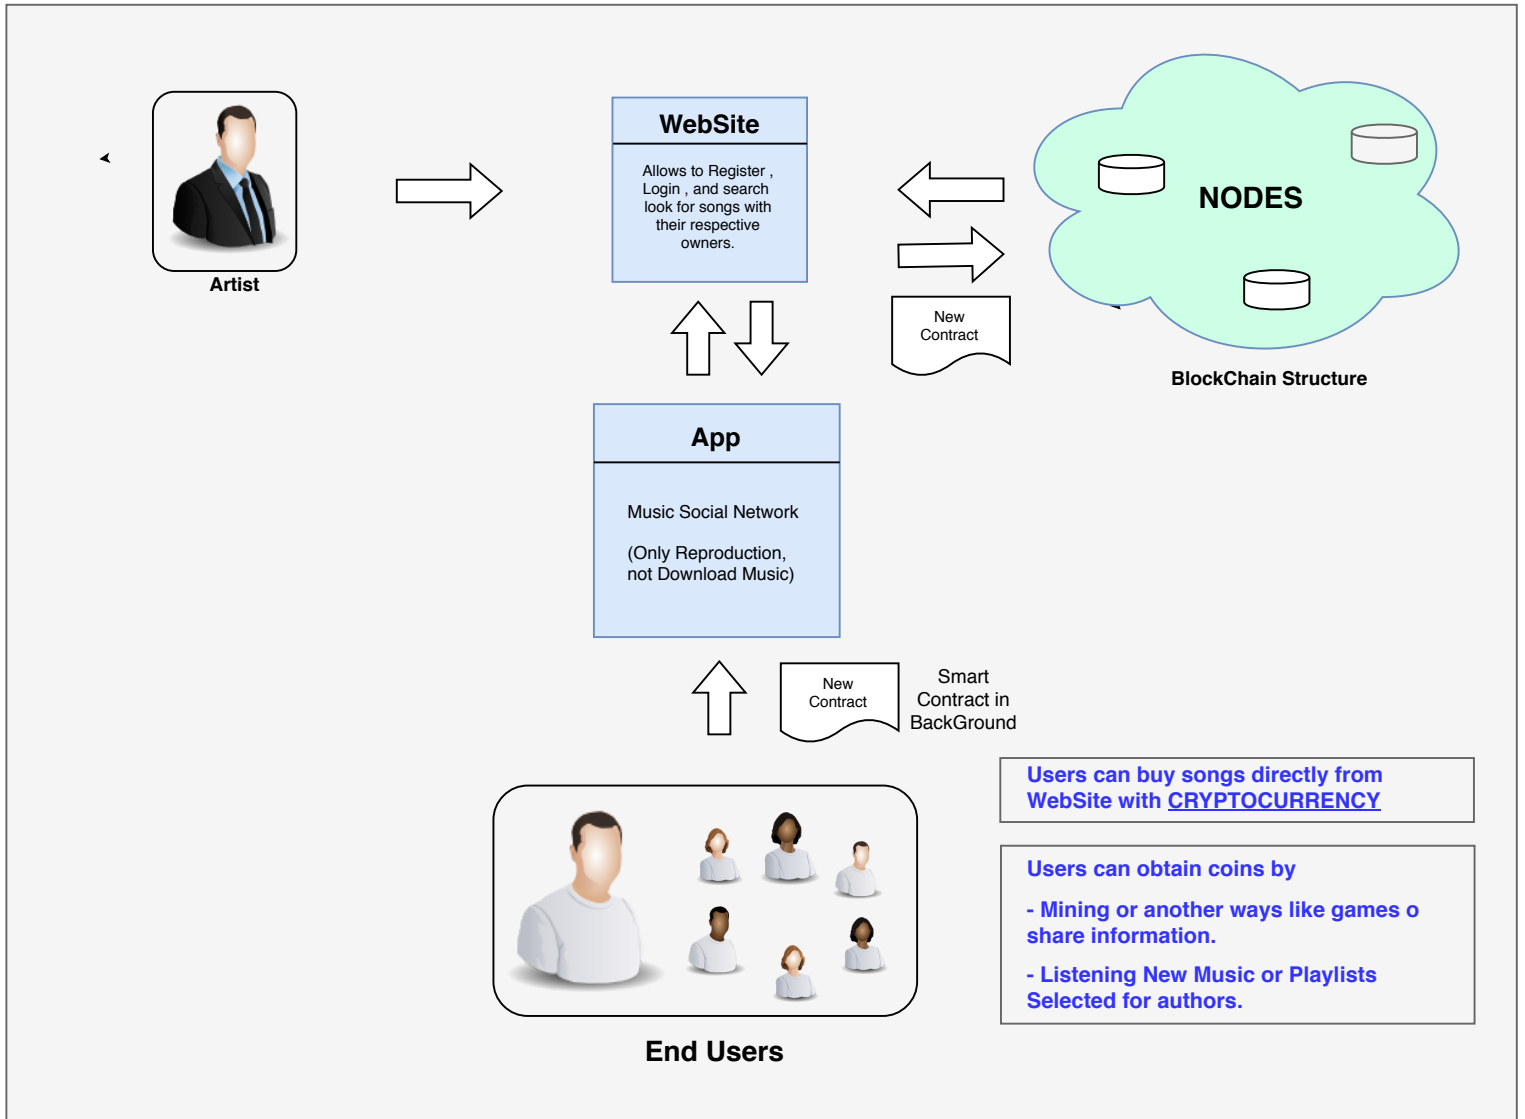 WebSite
Allows to Register ,
Login , and search
look for songs with
their respective
owners.
Artist
NODES
New
Contract
BlockChain Structure
App
Music Social Network
(Only Reproduction,
not Download Music)
New
Contract
Smart
Contract in
BackGround
Users can buy songs directly from
WebSite with CRYPTOCURRENCY
Users can obtain coins by
- Mining or another ways like games o
share information.
- Listening New Music or Playlists
Selected for authors.
End Users